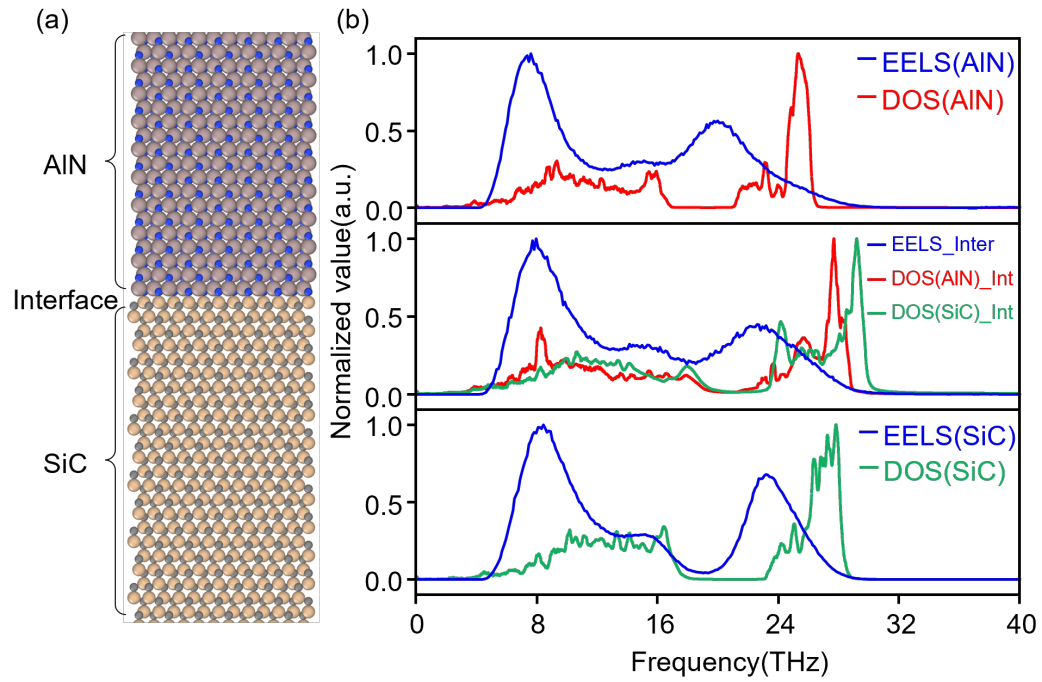 (a)
AlN
Interface
SiC
(b)
Normalized value(a.u.)
1.0
0.5
0.0
EELS(AlN)
DOS(AlN)
1.0
0.5
0.0
EELS_Inter
DOS(AlN)_Int
DOS(SiC)_Int
1.0
0.5
0.0
EELS(SiC)
DOS(SiC)
0 8 16 24 32 40
Frequency(THz)